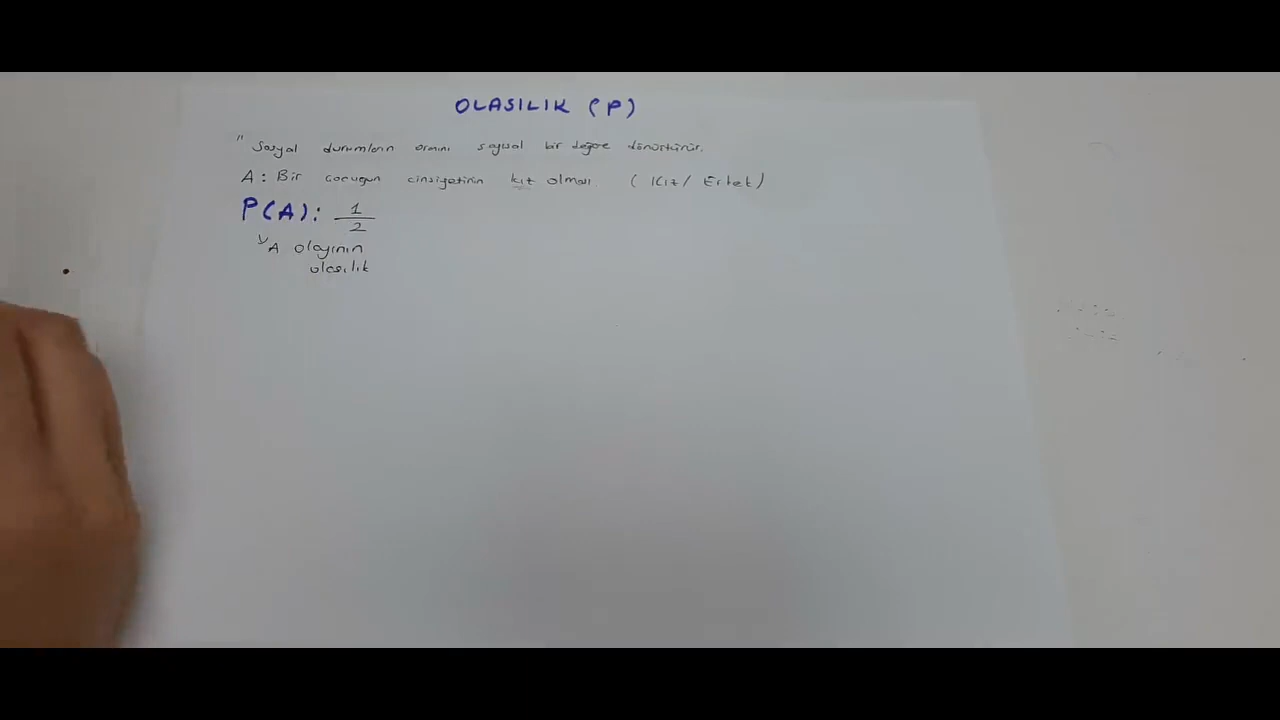 OLASILIK (P)
" Sosyal durumların oranını sayısal bir değere dönüştürür.
A: Bir çocuğun cinsiyetinin kız olması. ( Kız/ Erkek)
P(A): 1/2
A olayının
olasılık